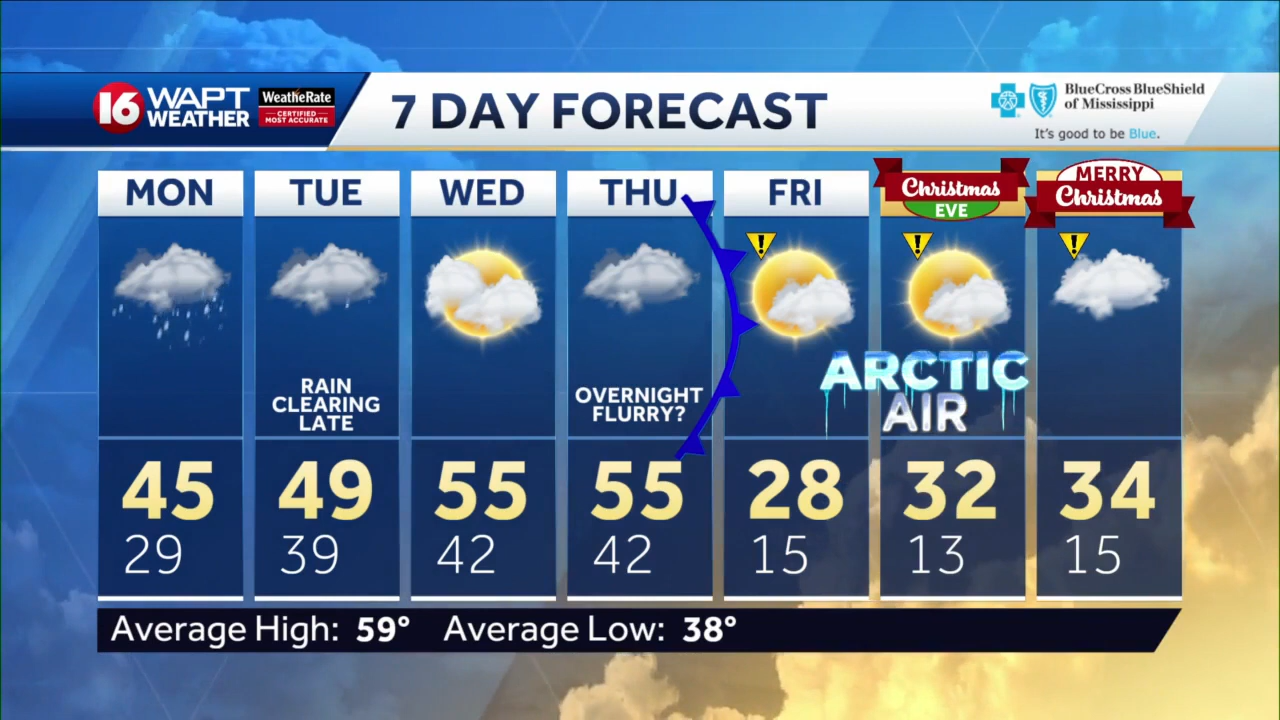 16 WAPT
WEATHER
WeatheRate
CERTIFIED
MOST ACCURATE
7 DAY FORECAST
BlueCross BlueShield
of Mississippi
It's good to be Blue.
MON
TUE
WED
THU
FRI
Christmas
EVE
MERRY
Christmas
!
!
!
RAIN
CLEARING
LATE
OVERNIGHT
FLURRY?
ARCTIC
AIR
45 49 55 55 28 32 34
29 39 42 42 15 13 15
Average High: 59° Average Low: 38°